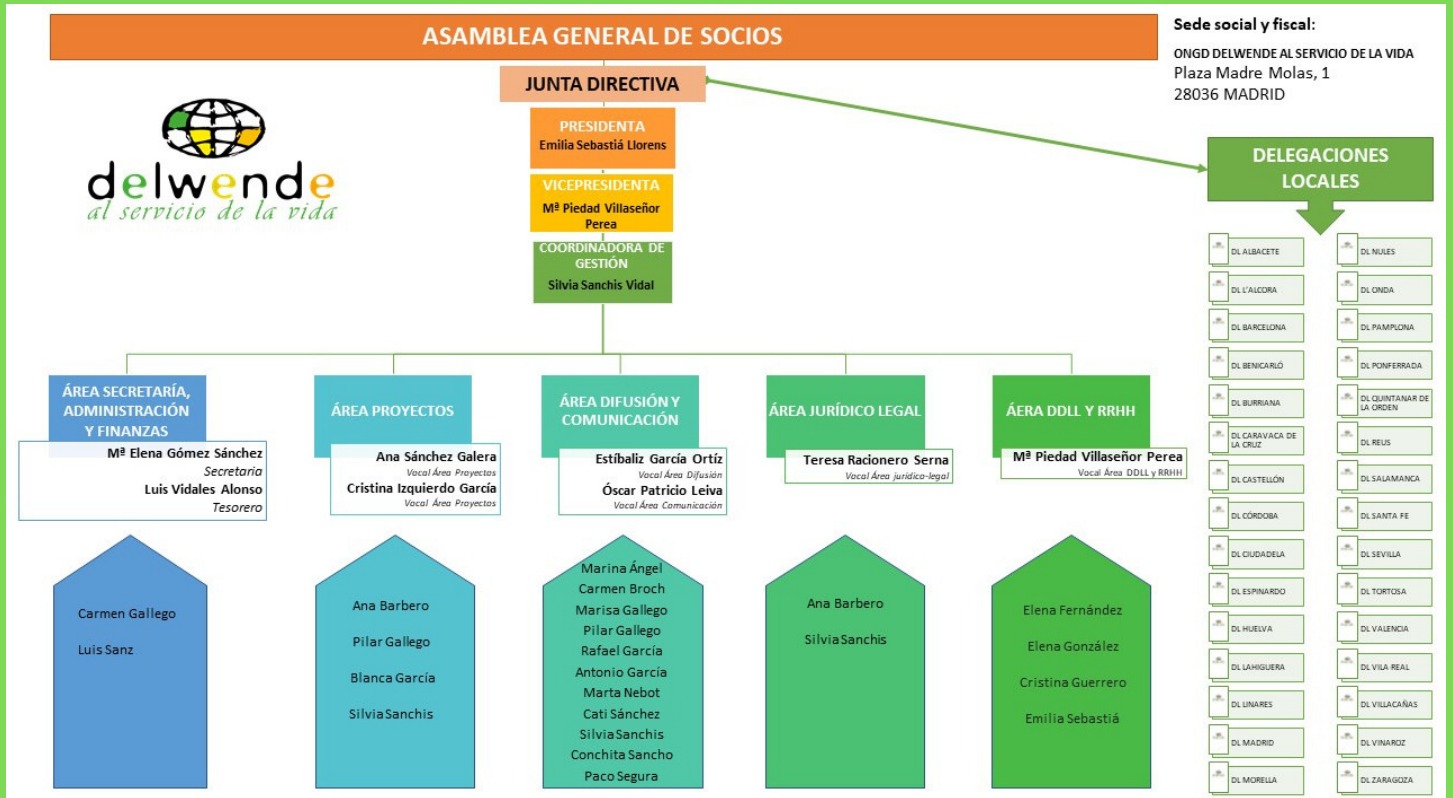 ASAMBLEA GENERAL DE SOCIOS
JUNTA DIRECTIVA
PRESIDENTA
Emilia Sebastiá Llorens
VICEPRESIDENTA
Mª Piedad Villaseñor
Perea
COORDINADORA DE
GESTIÓN
Silvia Sanchis Vidal
delwende
al servicio de la vida
Sede social y fiscal:
ONGD DELWENDE AL SERVICIO DE LA VIDA
Plaza Madre Molas, 1
28036 MADRID
ÁREA SECRETARÍA,
ADMINISTRACIÓN
Y FINANZAS
Mª Elena Gómez Sánchez
Secretaria
Luis Vidales Alonso
Tesorero
Carmen Gallego
Luis Sanz
ÁREA PROYECTOS
Ana Sánchez Galera
Vocal Área Proyectos
Cristina Izquierdo García
Vocal Área Proyectos
Ana Barbero
Pilar Gallego
Blanca García
SilviaSanchis
ÁREA DIFUSIÓN Y
COMUNICACIÓN
Estíbaliz García Ortíz
Vocal Área Difusión
Óscar Patricio Leiva
Vocal Área Comunicación
Marina Ángel
Carmen Broch
Marisa Gallego
Pilar Gallego
Rafael García
Antonio García
Marta Nebot
Cati Sánchez
SilviaSanchis
Conchita Sancho
Paco Segura
ÁREA JURÍDICO LEGAL
Teresa Racionero Serna
Vocal Área jurídico-legal
Ana Barbero
SilviaSanchis
ÁERA DDLL Y RRHH
Mª Piedad Villaseñor Perea
Vocal Área DDLL y RRHH
Elena Fernández
Elena González
Cristina Guerrero
Emilia Sebastiá
DELEGACIONES
LOCALES
DL ALBACETE
DL L'ALCORA
DL BARCELONA
DL BENICARLÓ
DL BURRIANA
DL CARAVACA DE
LA CRUZ
DL CASTELLÓN
DL CÓRDOBA
DL CIUDADELA
DL ESPINARDO
DL HUELVA
DL LAHIGUERA
DL LINARES
DL MADRID
DL MORELLA
DL NULES
DL ONDA
DL PAMPLONA
DL PONFERRADA
DL QUINTANAR DE
LA ORDEN
DL REUS
DL SALAMANCA
DL SANTA FE
DL SEVILLA
DL TORTOSA
DL VALENCIA
DL VILA-REAL
DL VILLACAÑAS
DL VINAROZ
DL ZARAGOZA